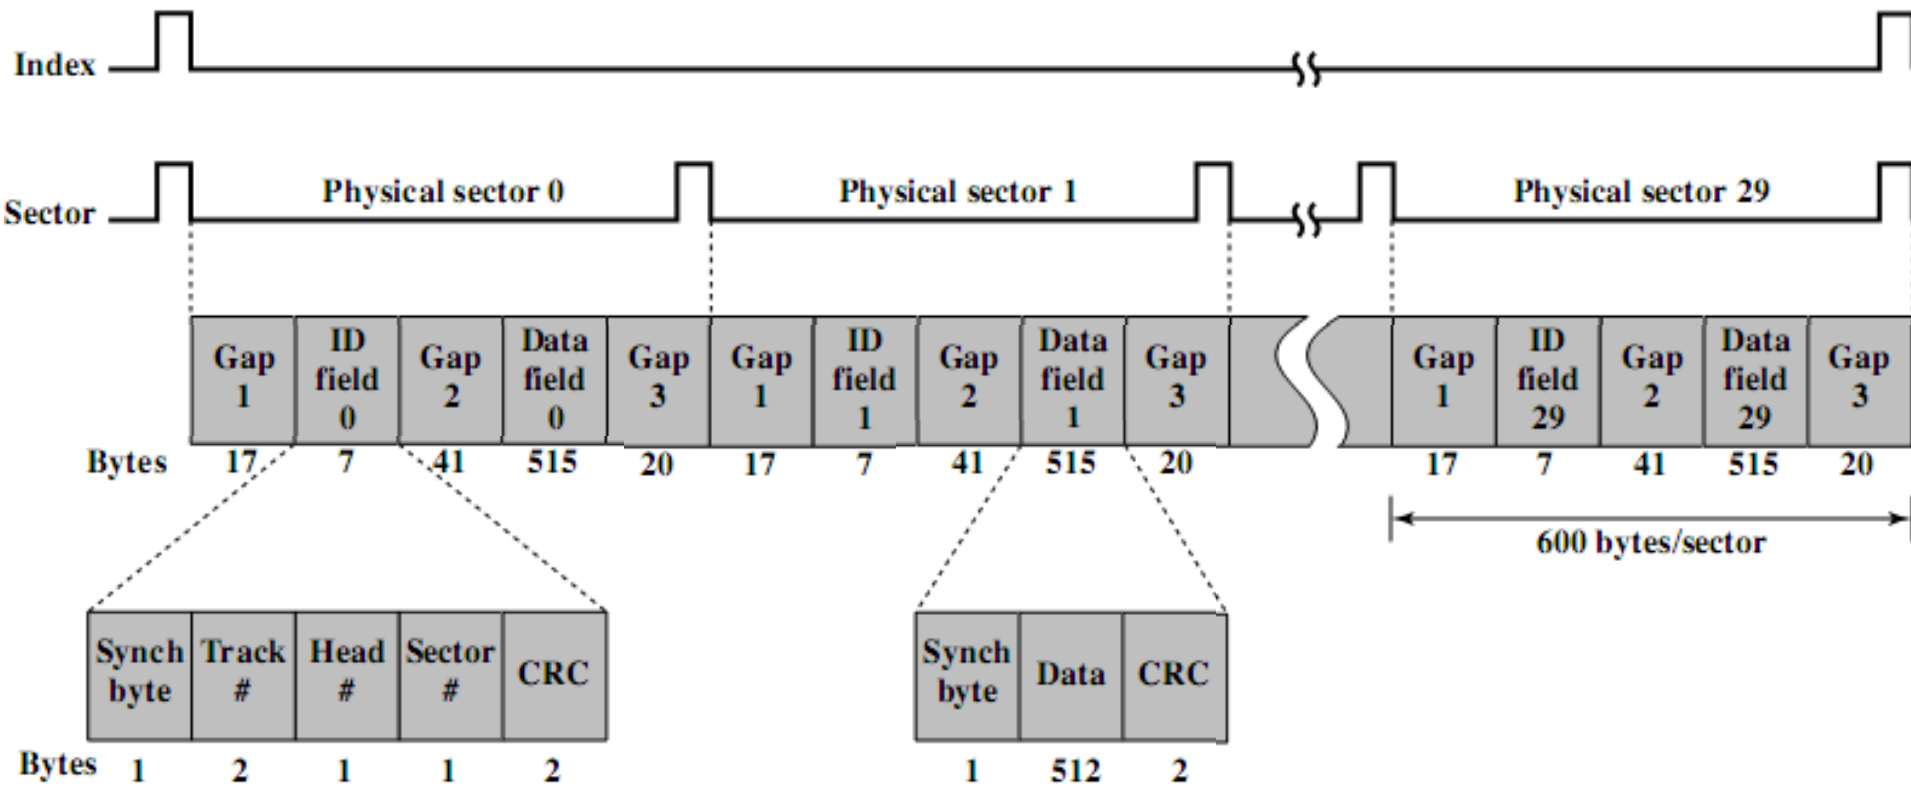 Index
Sector
Physical sector 0
Physical sector 1
Physical sector 29
Gap 1
ID field 0
Gap 2
Data field 0
Gap 3
Gap 1
ID field 1
Gap 2
Data field 1
Gap 3
Gap 1
ID field 29
Gap 2
Data field 29
Gap 3
Bytes 17 7 41 515 20 17 7 41 515 20 17 7 41 515 20
600 bytes/sector
Synch byte
Track #
Head #
Sector #
CRC
Synch byte
Data
CRC
Bytes 1 2 1 1 2 1 512 2